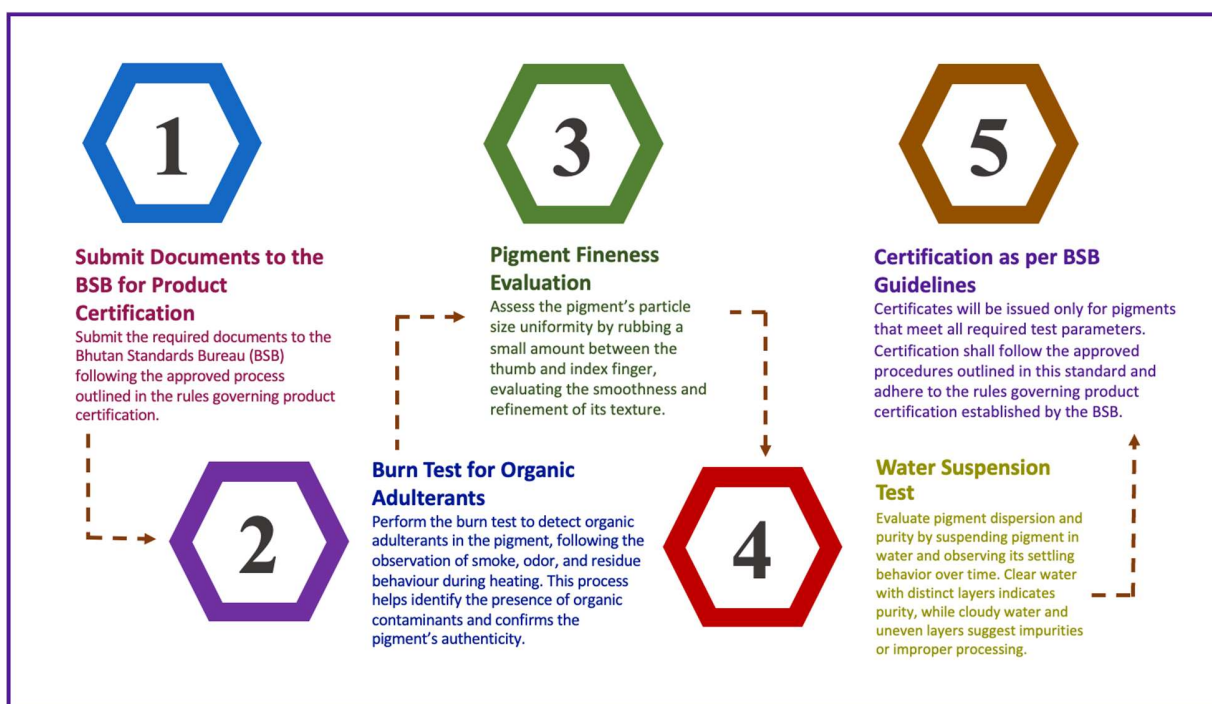 1
Submit Documents to the
BSB for Product
Certification
Submit the required documents to the
Bhutan Standards Bureau (BSB)
following the approved process
outlined in the rules governing product
certification.
2
Burn Test for Organic
Adulterants
Perform the burn test to detect organic
adulterants in the pigment, following the
observation of smoke, odor, and residue
behaviour during heating. This process
helps identify the presence of organic
contaminants and confirms the
pigment’s authenticity.
3
Pigment Fineness
Evaluation
Assess the pigment’s particle
size uniformity by rubbing a
small amount between the
thumb and index finger,
evaluating the smoothness and
refinement of its texture.
4
Water Suspension
Test
Evaluate pigment dispersion and
purity by suspending pigment in
water and observing its settling
behavior over time. Clear water
with distinct layers indicates
purity, while cloudy water and
uneven layers suggest impurities
or improper processing.
5
Certification as per BSB
Guidelines
Certificates will be issued only for pigments
that meet all required test parameters.
Certification shall follow the approved
procedures outlined in this standard and
adhere to the rules governing product
certification established by the BSB.